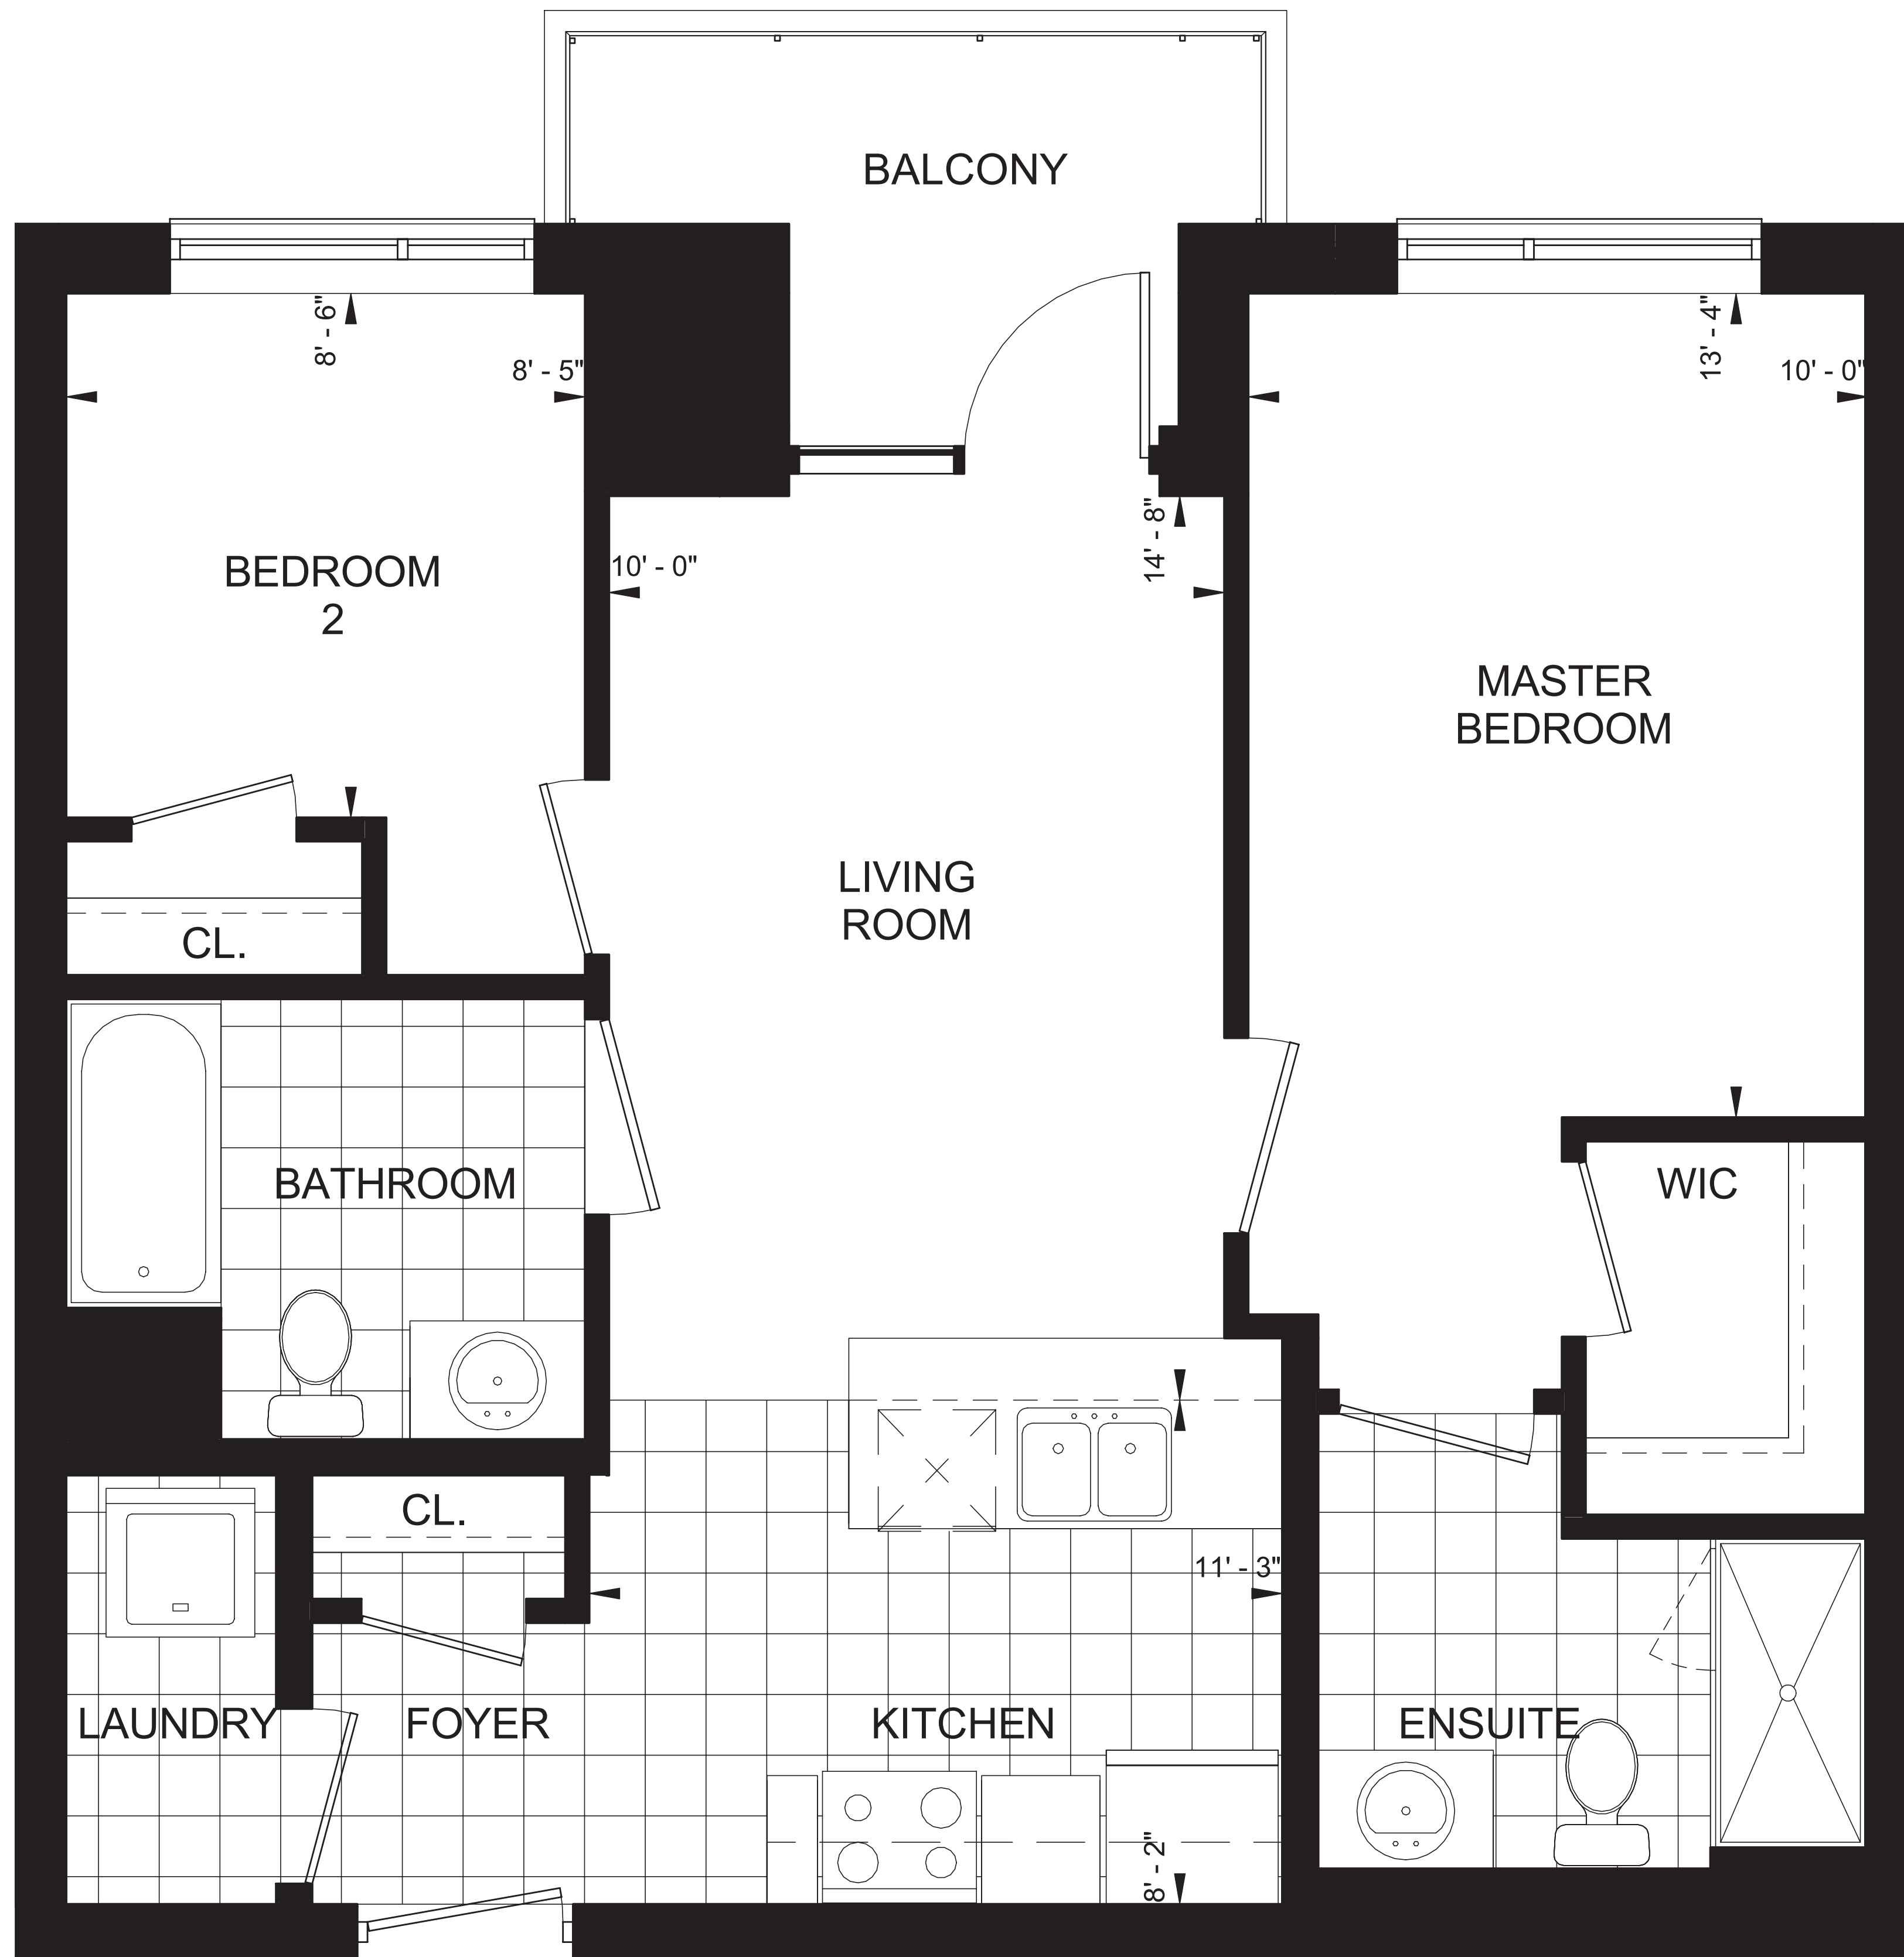 BALCONY
8' - 6"
8' - 5"
13' - 4"
10' - 0"
14' - 8"
10' - 0"
BEDROOM
2
MASTER
BEDROOM
LIVING
ROOM
CL.
BATHROOM
WIC
CL.
11' - 3"
LAUNDRY
FOYER
KITCHEN
ENSUITE
8' - 2"